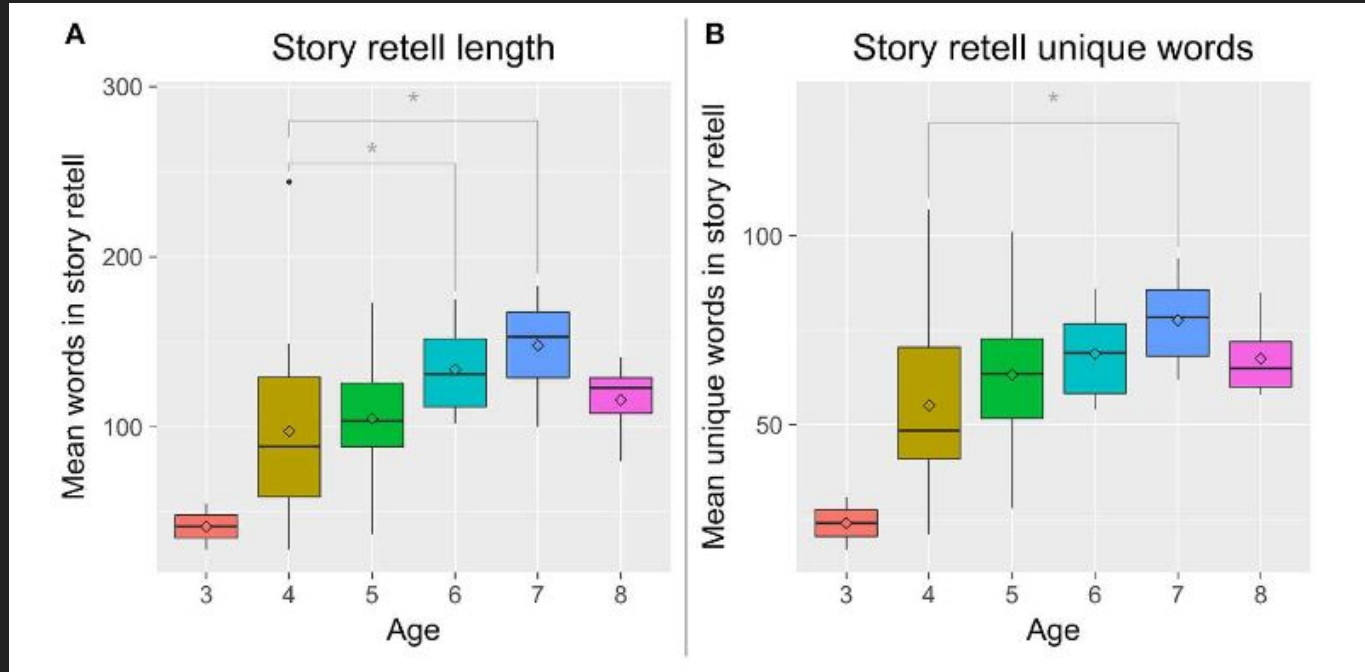 A
Story retell length
Mean words in story retell
300
200
100
*
*
3 4 5 6 7 8
Age
B
Story retell unique words
Mean unique words in story retell
100
50
*
3 4 5 6 7 8
Age